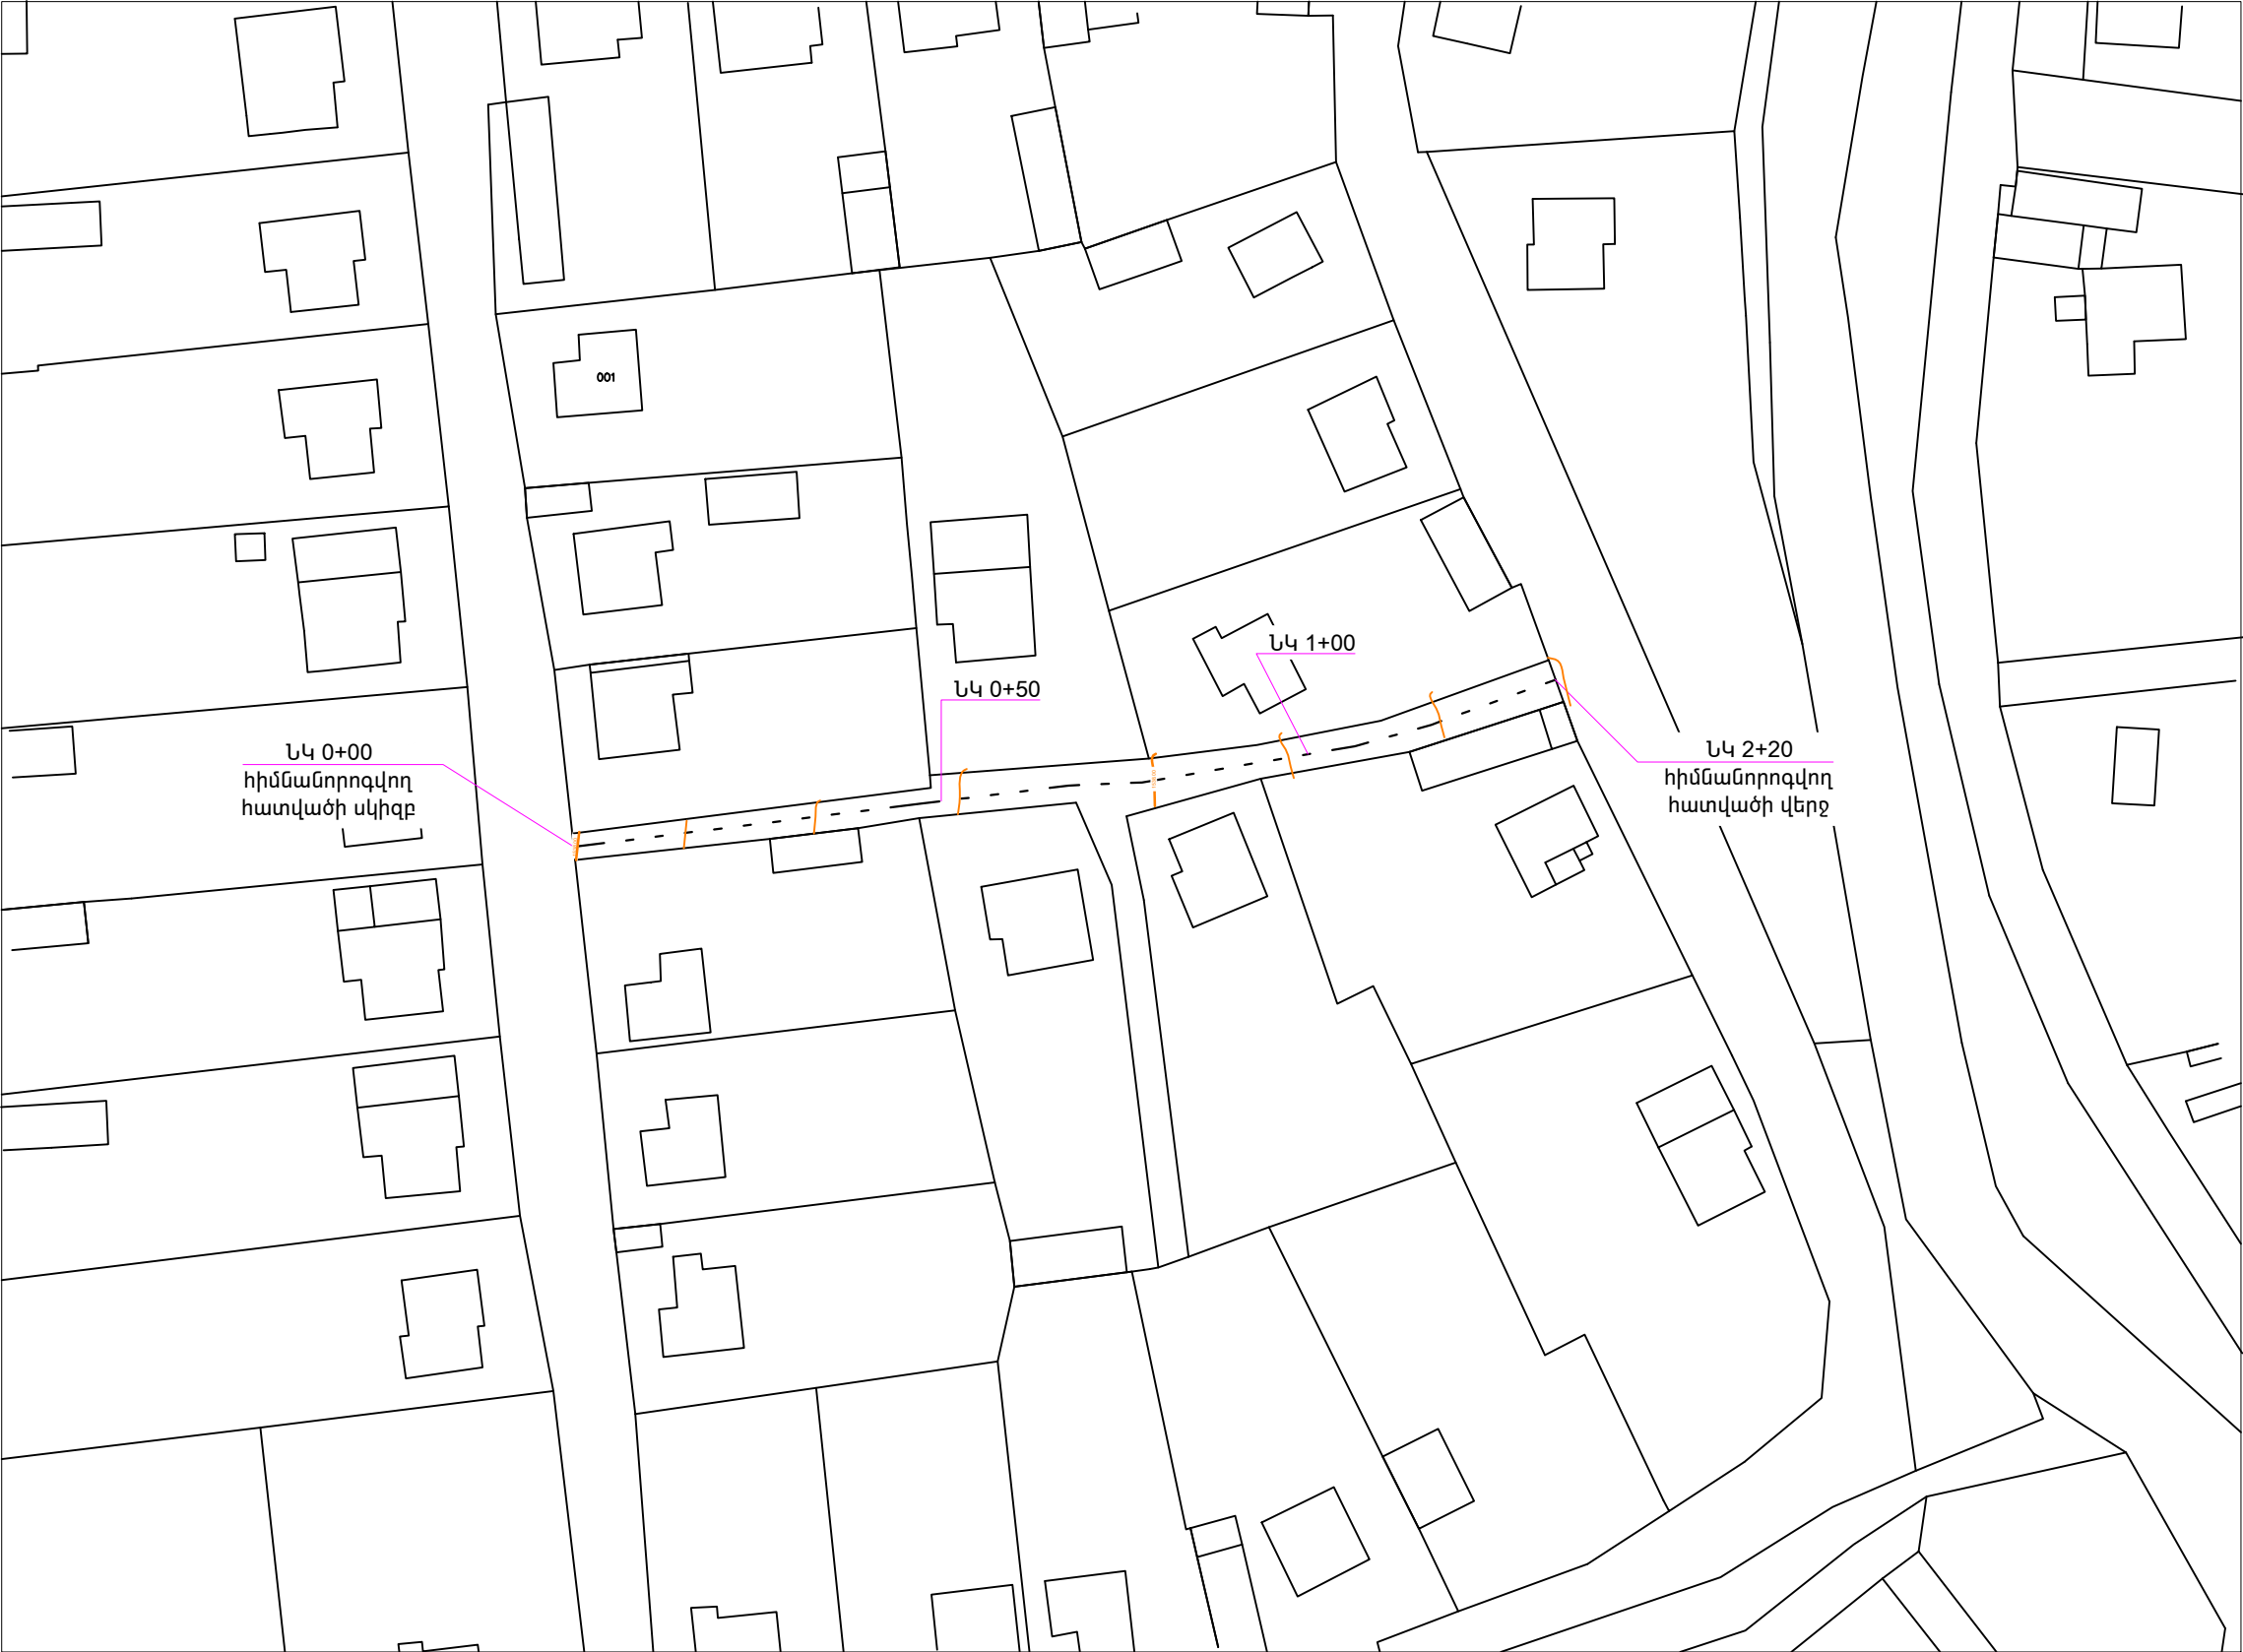 001
ՆԿ 1+00
ՆԿ 0+50
ՆԿ 0+00
հիմնանորոգվող
հատվածի սկիզբ
ՆԿ 2+20
հիմնանորոգվող
հատվածի վերջ